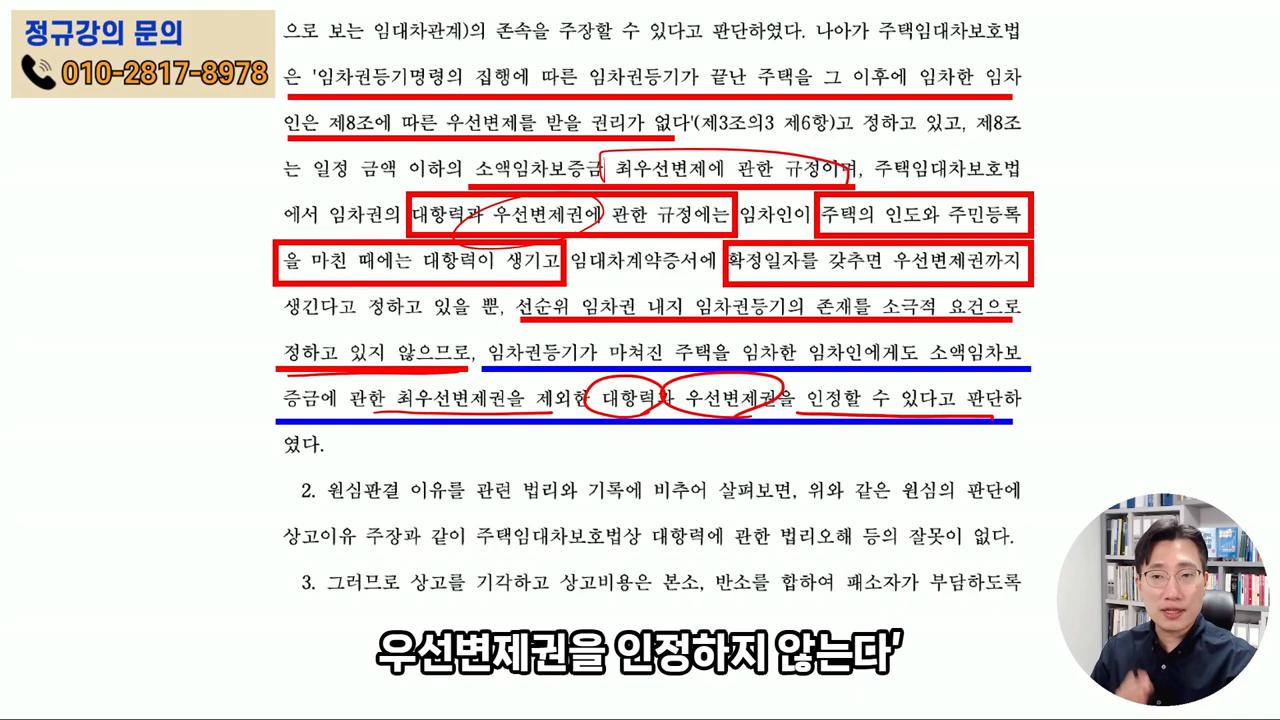 정규강의 문의
010-2817-8978
으로 보는 임대차관계)의 존속을 주장할 수 있다고 판단하였다. 나아가 주택임대차보호법
은 '임차권등기명령의 집행에 따른 임차권등기가 끝난 주택을 그 이후에 임차한 임차
인은 제8조에 따른 우선변제를 받을 권리가 없다'(제3조의3 제6항)고 정하고 있고, 제8조
는 일정 금액 이하의 소액임차보증금 최우선변제에 관한 규정이며, 주택임대차보호법
에서 임차권의 대항력과 우선변제권에 관한 규정에는 임차인이 주택의 인도와 주민등록
을 마친 때에는 대항력이 생기고 임대차계약증서에 확정일자를 갖추면 우선변제권까지
생긴다고 정하고 있을 뿐, 선순위 임차권 내지 임차권등기의 존재를 소극적 요건으로
정하고 있지 않으므로, 임차권등기가 마쳐진 주택을 임차한 임차인에게도 소액임차보
증금에 관한 최우선변제권을 제외한 대항력과 우선변제권을 인정할 수 있다고 판단하
였다.
2. 원심판결 이유를 관련 법리와 기록에 비추어 살펴보면, 위와 같은 원심의 판단에
상고이유 주장과 같이 주택임대차보호법상 대항력에 관한 법리오해 등의 잘못이 없다.
3. 그러므로 상고를 기각하고 상고비용은 본소, 반소를 합하여 패소자가 부담하도록
우선변제권을 인정하지 않는다'